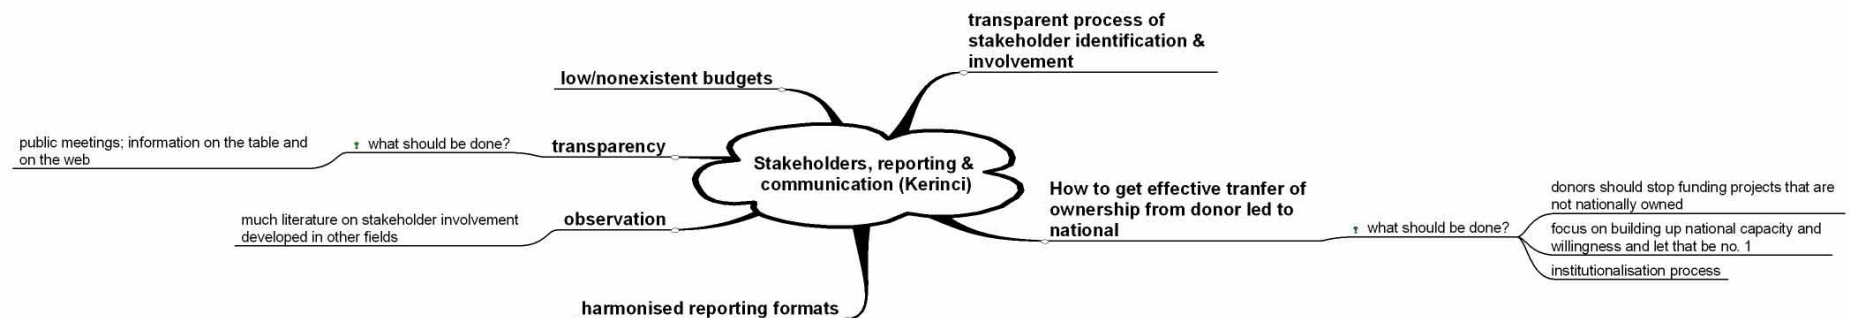 transparent process of
stakeholder identification &
involvement
low/nonexistent budgets
public meetings; information on the table and
on the web
what should be done?
transparency
Stakeholders, reporting &
communication (Kerinci)
much literature on stakeholder involvement
developed in other fields
observation
How to get effective tranfer of
ownership from donor led to
national
what should be done?
donors should stop funding projects that are
not nationally owned
focus on building up national capacity and
willingness and let that be no. 1
institutionalisation process
harmonised reporting formats